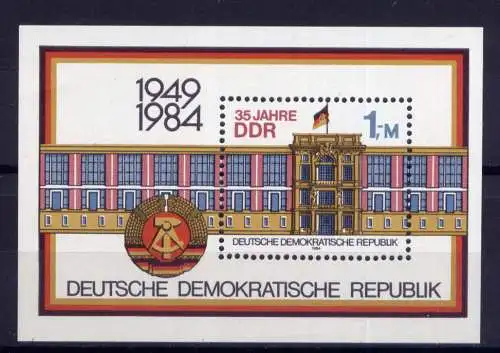 1949
1984
35 JAHRE
DDR
1,-M
DEUTSCHE DEMOKRATISCHE REPUBLIK
1984
DEUTSCHE DEMOKRATISCHE REPUBLIK